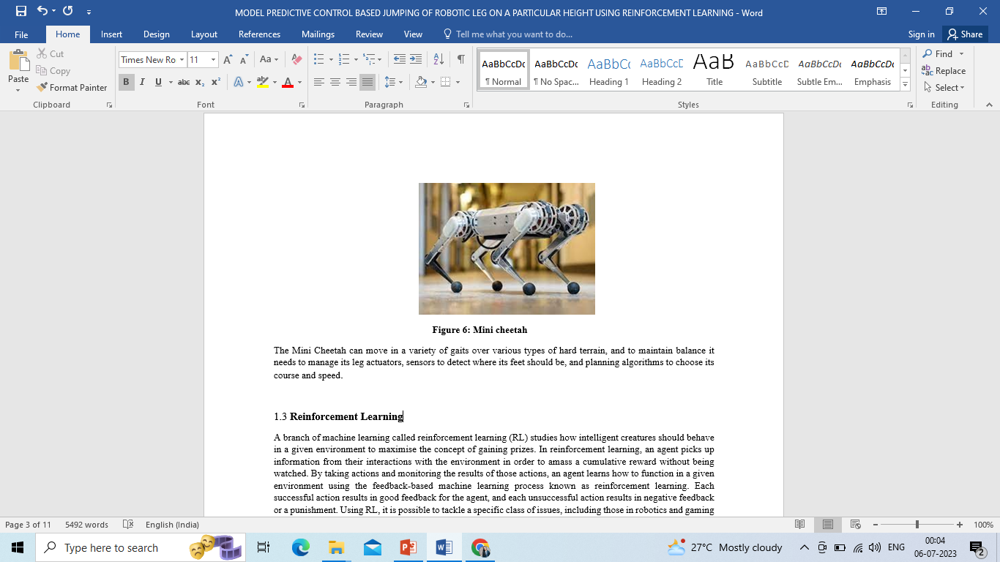 MODEL PREDICTIVE CONTROL BASED JUMPING OF ROBOTIC LEG ON A PARTICULAR HEIGHT USING REINFORCEMENT LEARNING - Word
File Home Insert Design Layout References Mailings Review View Tell me what you want to do... Sign in Share
Paste
Cut
Copy
Format Painter
Clipboard
Times New Ro 11
Font
Paragraph
AaBbCcDc AaBbCcDc AaBbCc AaBbCcD AaB AaBbCcD AaBbCcDc AaBbCcDc
¶ Normal ¶ No Spac... Heading 1 Heading 2 Title Subtitle Subtle Em... Emphasis
Styles
Find
Replace
Select
Editing
Figure 6: Mini cheetah
The Mini Cheetah can move in a variety of gaits over various types of hard terrain, and to maintain balance it
needs to manage its leg actuators, sensors to detect where its feet should be, and planning algorithms to choose its
course and speed.
1.3 Reinforcement Learning
A branch of machine learning called reinforcement learning (RL) studies how intelligent creatures should behave
in a given environment to maximise the concept of gaining prizes. In reinforcement learning, an agent picks up
information from their interactions with the environment in order to amass a cumulative reward without being
watched. By taking actions and monitoring the results of those actions, an agent learns how to function in a given
environment using the feedback-based machine learning process known as reinforcement learning. Each
successful action results in good feedback for the agent, and each unsuccessful action results in negative feedback
or a punishment. Using RL, it is possible to tackle a specific class of issues, including those in robotics and gaming
Page 3 of 11 5492 words English (India) 100%
Type here to search 27°C Mostly cloudy ENG 00:04
06-07-2023 2